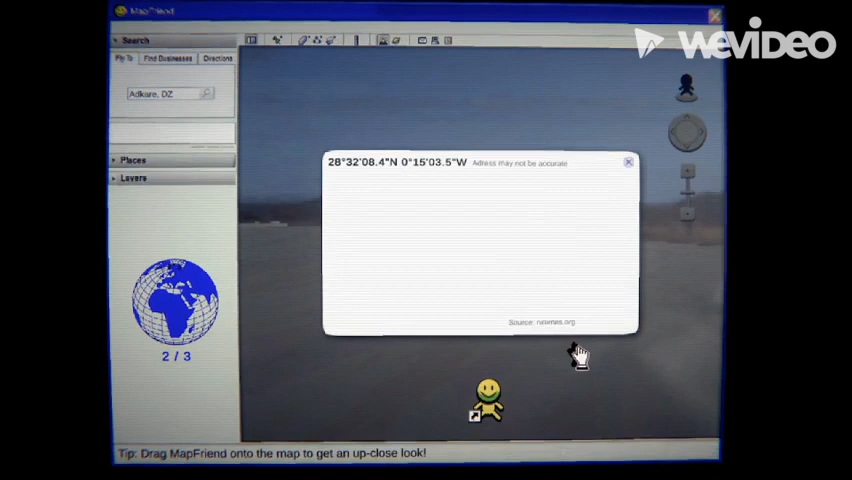 MapFriend
WEVIDEO
Search
Fly To
Find Businesses
Directions
Adkare, DZ
28°32'08.4"N 0°15'03.5"W Adress may not be accurate
Places
Layers
Source: nawnes.org
2 / 3
Tip: Drag MapFriend onto the map to get an up-close look!